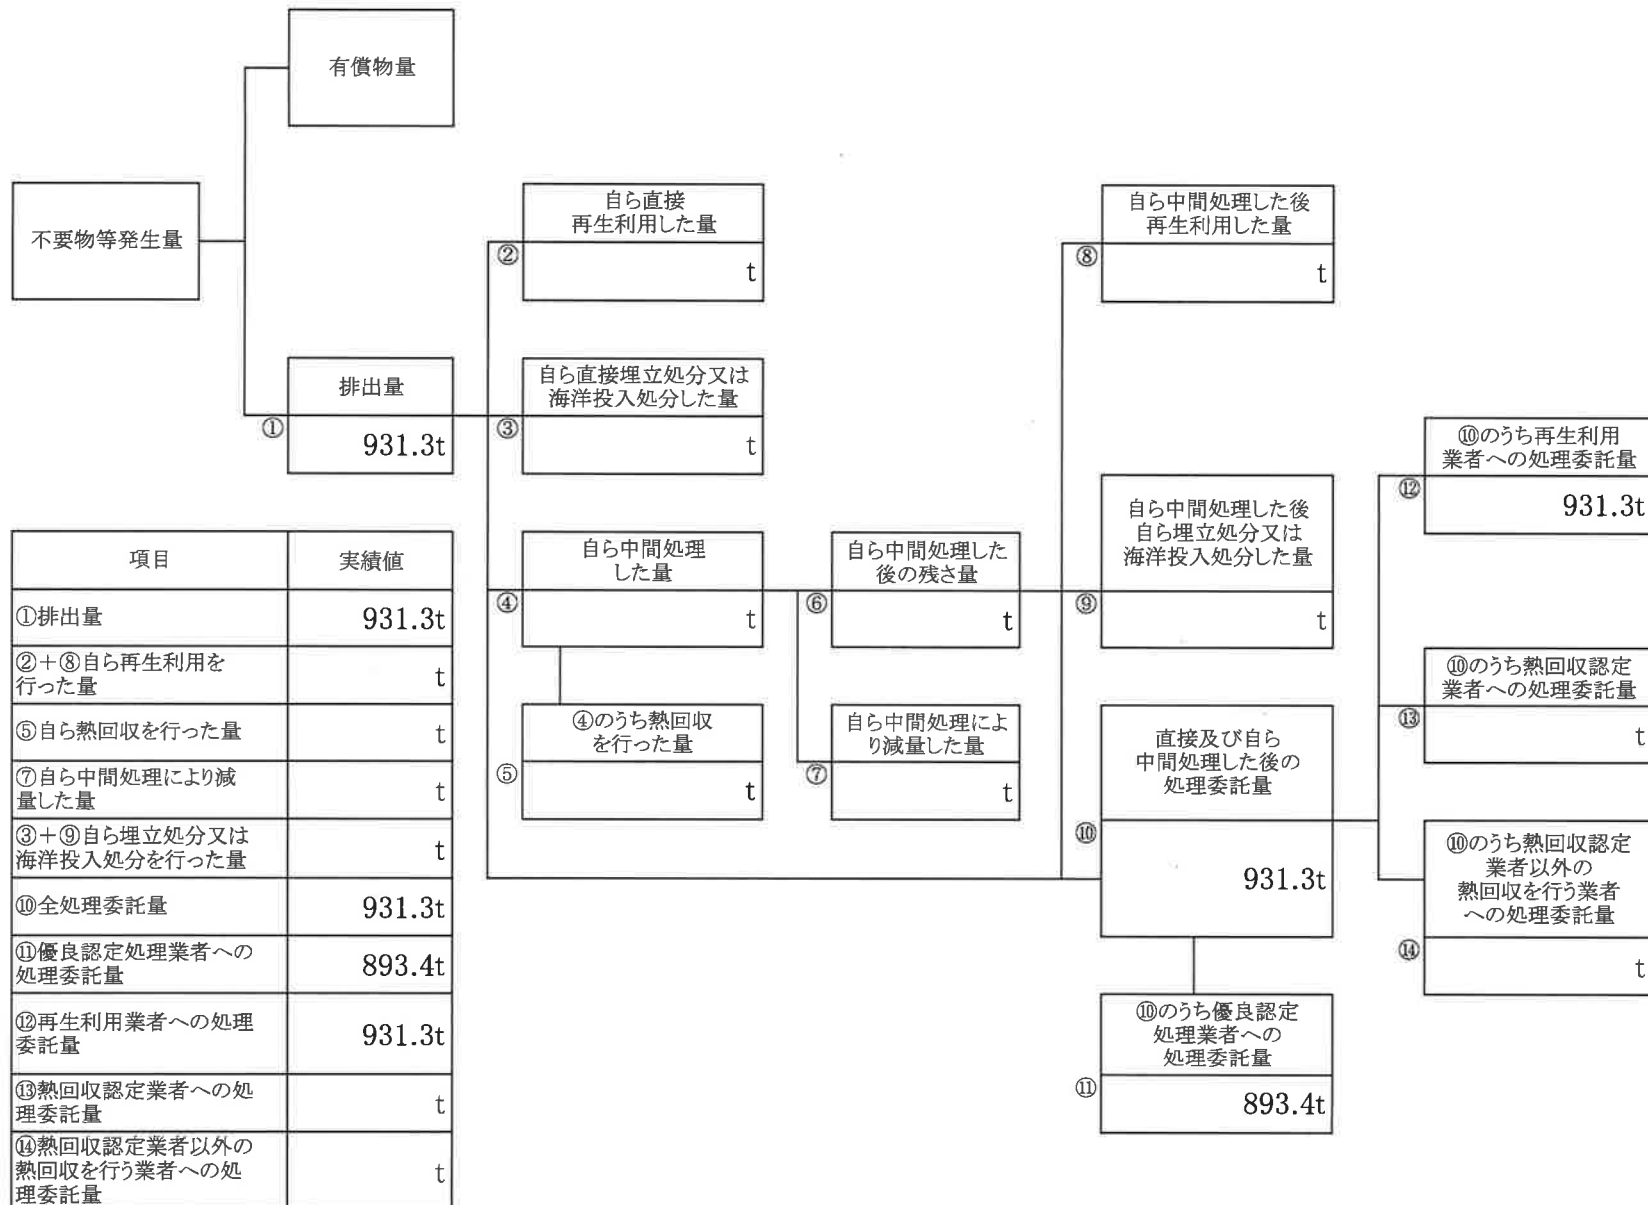 有償物量
不要物等発生量
自ら直接
再生利用した量
②
t
自ら中間処理した後
再生利用した量
⑧
t
排出量
①
931.3t
自ら直接埋立処分又は
海洋投入処分した量
③
t
⑩のうち再生利用
業者への処理委託量
⑫
931.3t
自ら中間処理
した量
④
t
自ら中間処理した
後の残さ量
⑥
t
自ら中間処理した後
自ら埋立処分又は
海洋投入処分した量
⑨
t
⑩のうち熱回収認定
業者への処理委託量
⑬
t
④のうち熱回収
を行った量
⑤
t
自ら中間処理によ
り減量した量
⑦
t
直接及び自ら
中間処理した後の
処理委託量
⑩
931.3t
⑩のうち熱回収認定
業者以外の
熱回収を行う業者
への処理委託量
⑭
t
⑩のうち優良認定
処理業者への
処理委託量
⑪
893.4t
項目 実績値
①排出量 931.3t
②＋⑧自ら再生利用を
行った量 t
⑤自ら熱回収を行った量 t
⑦自ら中間処理により減
量した量 t
③＋⑨自ら埋立処分又は
海洋投入処分を行った量 t
⑩全処理委託量 931.3t
⑪優良認定処理業者への
処理委託量 893.4t
⑫再生利用業者への処理
委託量 931.3t
⑬熱回収認定業者への処
理委託量 t
⑭熱回収認定業者以外の
熱回収を行う業者への処
理委託量 t